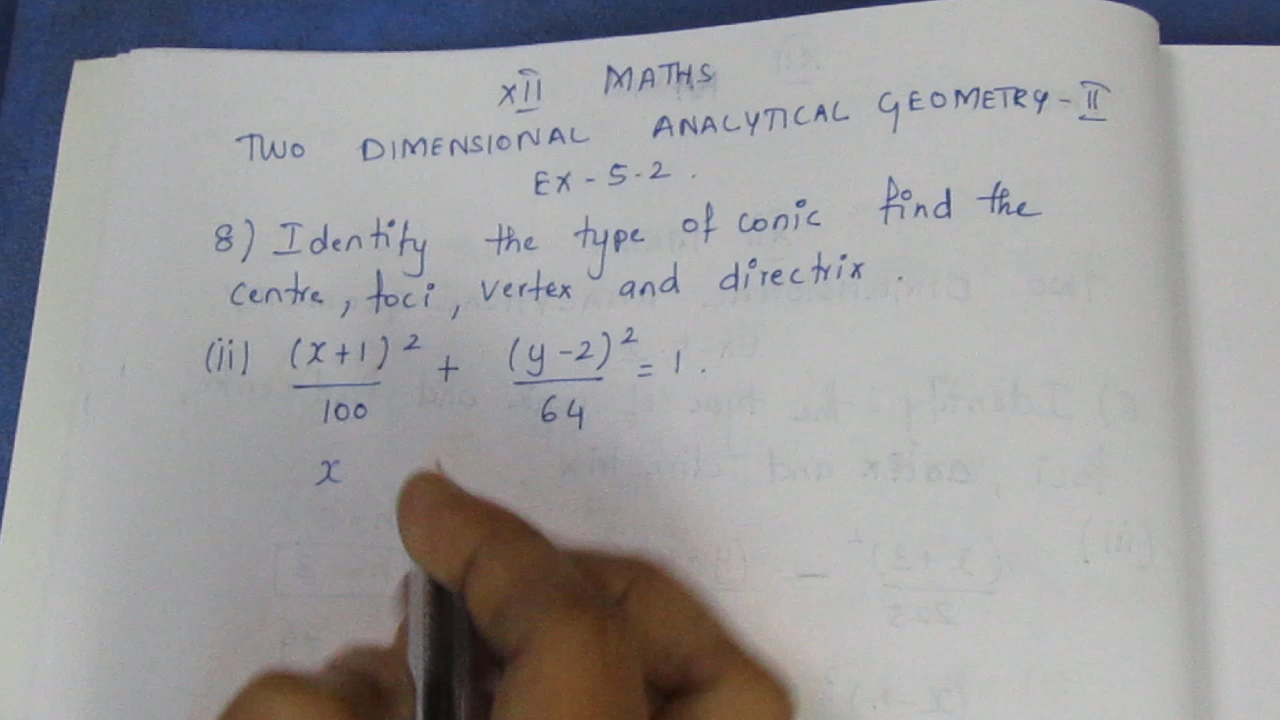 XII MATHS
TWO DIMENSIONAL ANALYTICAL GEOMETRY - II
EX - 5.2.
8) Identify the type of conic find the
centre, foci, vertex and directrix.
(ii) (x+1)²/100 + (y-2)²/64 = 1.
x